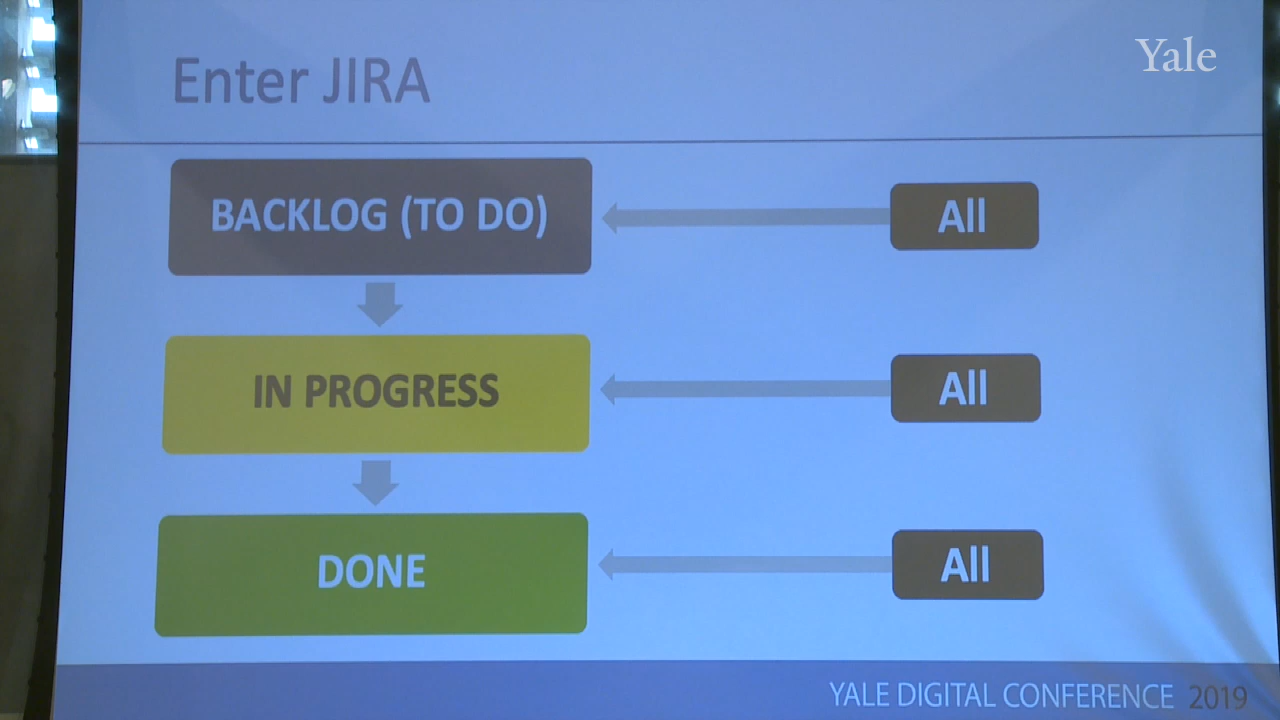 Yale
Enter JIRA
BACKLOG (TO DO)
All
IN PROGRESS
All
DONE
All
YALE DIGITAL CONFERENCE 2019